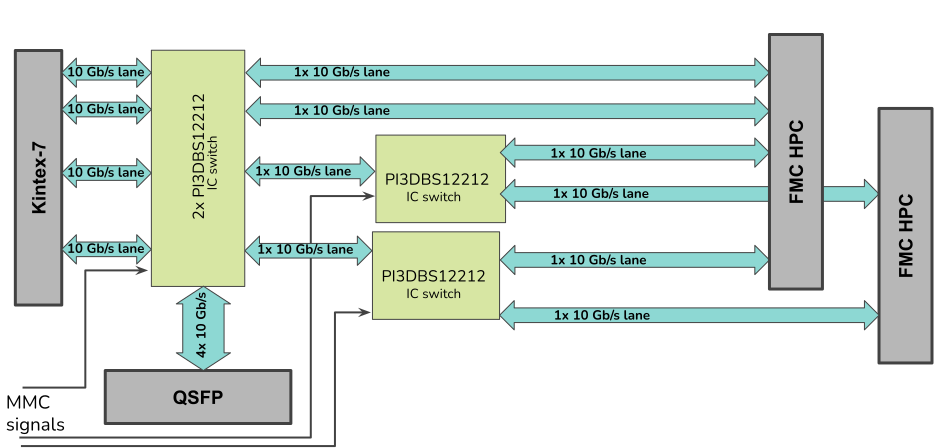 10 Gb/s lane
1x 10 Gb/s lane
10 Gb/s lane
1x 10 Gb/s lane
Kintex-7
2x PI3DBS12212
IC switch
FMC HPC
1x 10 Gb/s lane
10 Gb/s lane
1x 10 Gb/s lane
PI3DBS12212
IC switch
1x 10 Gb/s lane
FMC HPC
10 Gb/s lane
1x 10 Gb/s lane
1x 10 Gb/s lane
PI3DBS12212
IC switch
1x 10 Gb/s lane
4x 10 Gb/s
QSFP
MMC
signals